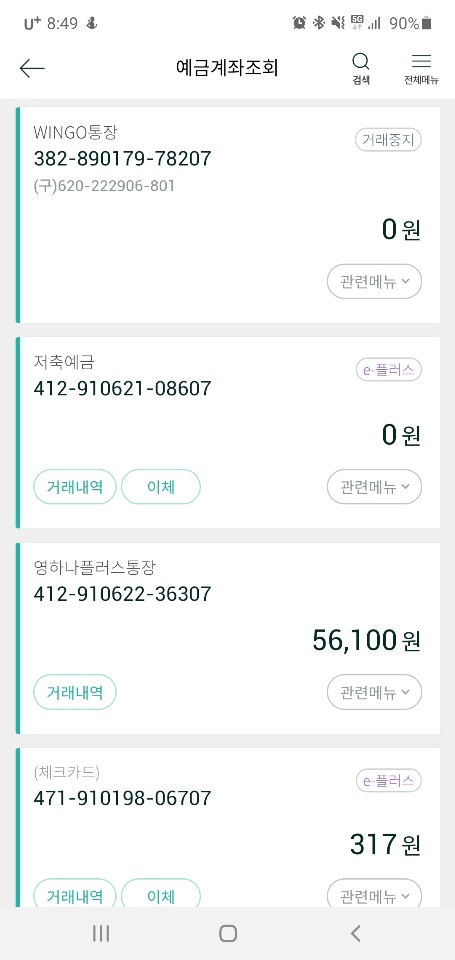 U+ 8:49 5G 90%
예금계좌조회
검색 전체메뉴
WINGO통장 거래중지
382-890179-78207
(구)620-222906-801
0 원
관련메뉴
저축예금 e-플러스
412-910621-08607
0 원
거래내역 이체 관련메뉴
영하나플러스통장
412-910622-36307
56,100 원
거래내역 관련메뉴
(체크카드) e-플러스
471-910198-06707
317 원
거래내역 이체 관련메뉴